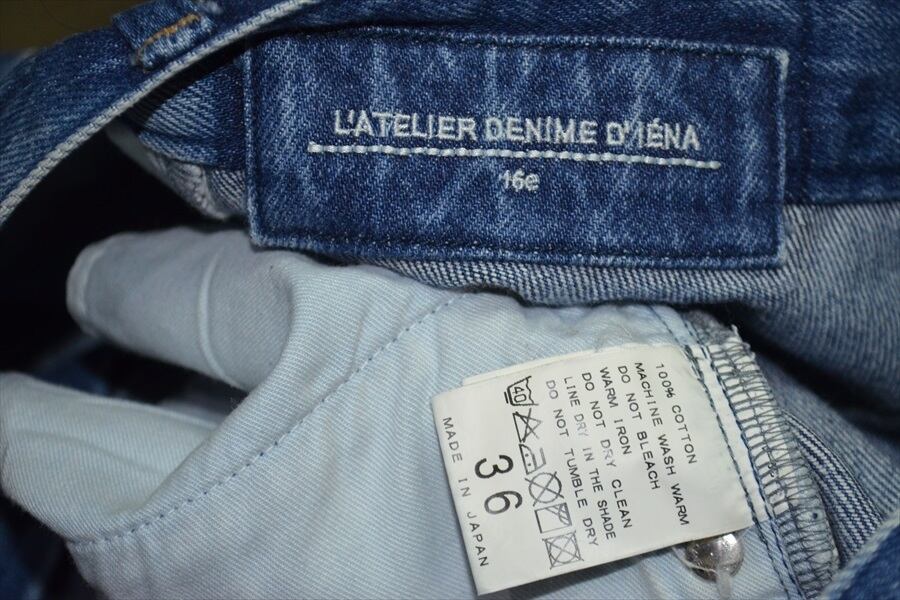 L'ATELIER DENIME D'IÉNA
16e
100% COTTON
MACHINE WASH WARM
DO NOT BLEACH
WARM IRON
DO NOT DRY CLEAN
LINE DRY IN THE SHADE
DO NOT TUMBLE DRY
40
36
MADE IN JAPAN